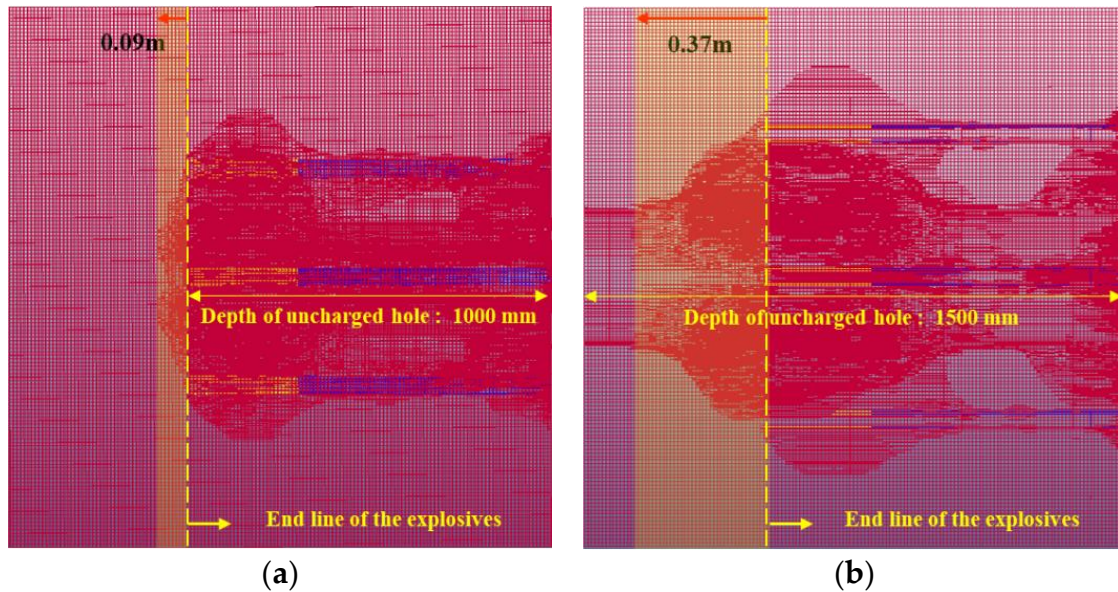 0.09m
Depth of uncharged hole : 1000 mm
End line of the explosives
(a)
0.37m
Depth of uncharged hole : 1500 mm
End line of the explosives
(b)